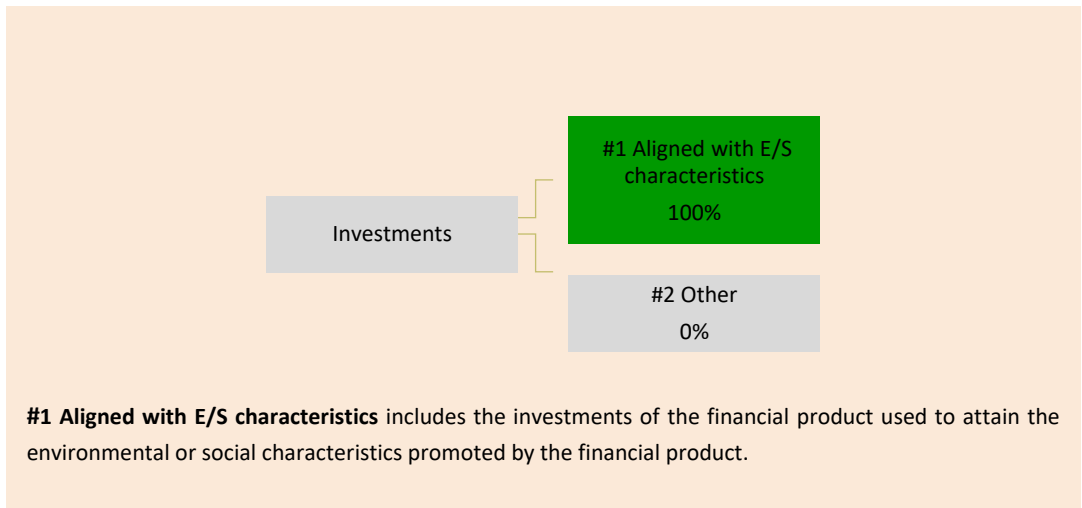 #1 Aligned with E/S
characteristics
100%
Investments
#2 Other
0%
#1 Aligned with E/S characteristics includes the investments of the financial product used to attain the
environmental or social characteristics promoted by the financial product.